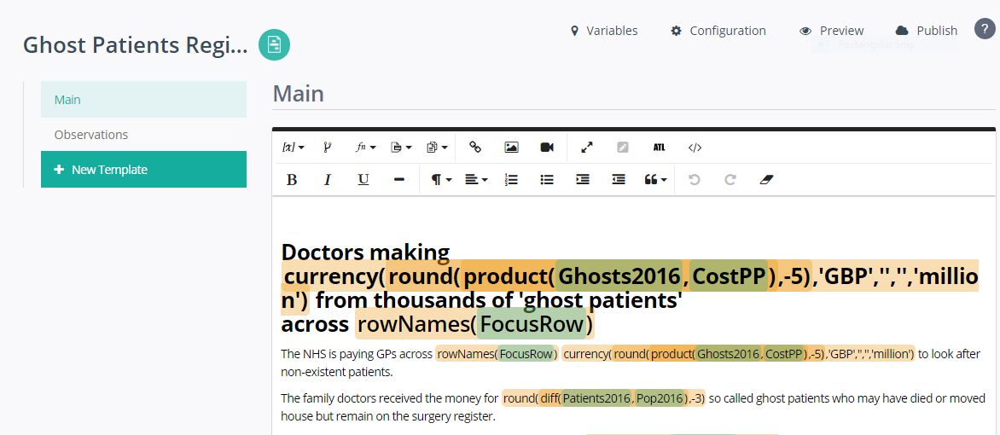 Ghost Patients Regi...
Variables
Configuration
Preview
Publish
?
Rectangular Snip
Main
Observations
New Template
Main
[x]
fn
ATL
</>
B I U
¶
Doctors making
currency(round(product(Ghosts2016,CostPP),-5),'GBP','','','millio
n') from thousands of 'ghost patients'
across rowNames(FocusRow)
The NHS is paying GPs across rowNames(FocusRow) currency(round(product(Ghosts2016,CostPP),-5),'GBP','','','million') to look after
non-existent patients.
The family doctors received the money for round(diff(Patients2016,Pop2016),-3) so called ghost patients who may have died or moved
house but remain on the surgery register.